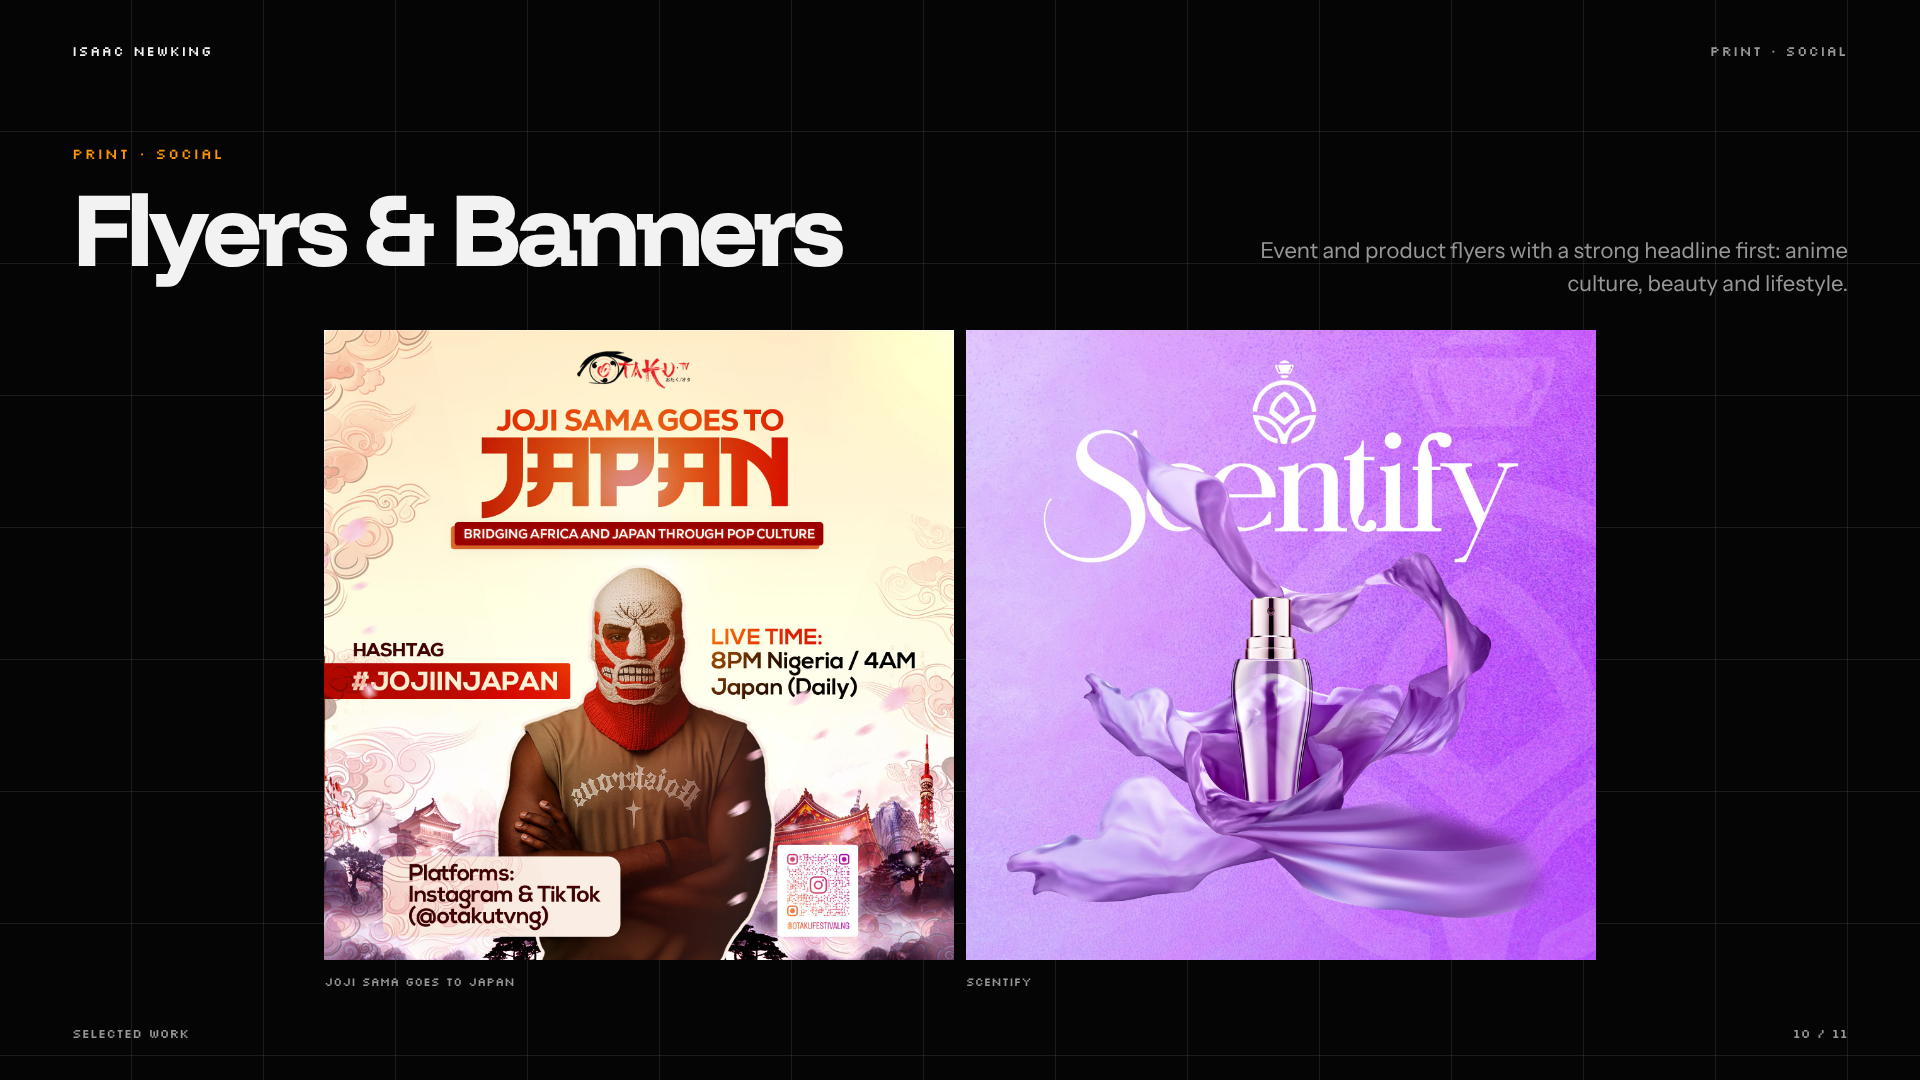 ISAAC NEWKING
PRINT · SOCIAL
PRINT · SOCIAL
Flyers & Banners
Event and product flyers with a strong headline first: anime
culture, beauty and lifestyle.
OTAKU TV
JOJI SAMA GOES TO
JAPAN
BRIDGING AFRICA AND JAPAN THROUGH POP CULTURE
HASHTAG
#JOJIINJAPAN
LIVE TIME:
8PM Nigeria / 4AM
Japan (Daily)
Boisterous
Platforms:
Instagram & TikTok
(@otakutvng)
@OTAKUFESTIVALNG
Scentify
JOJI SAMA GOES TO JAPAN
SCENTIFY
SELECTED WORK
10 / 11